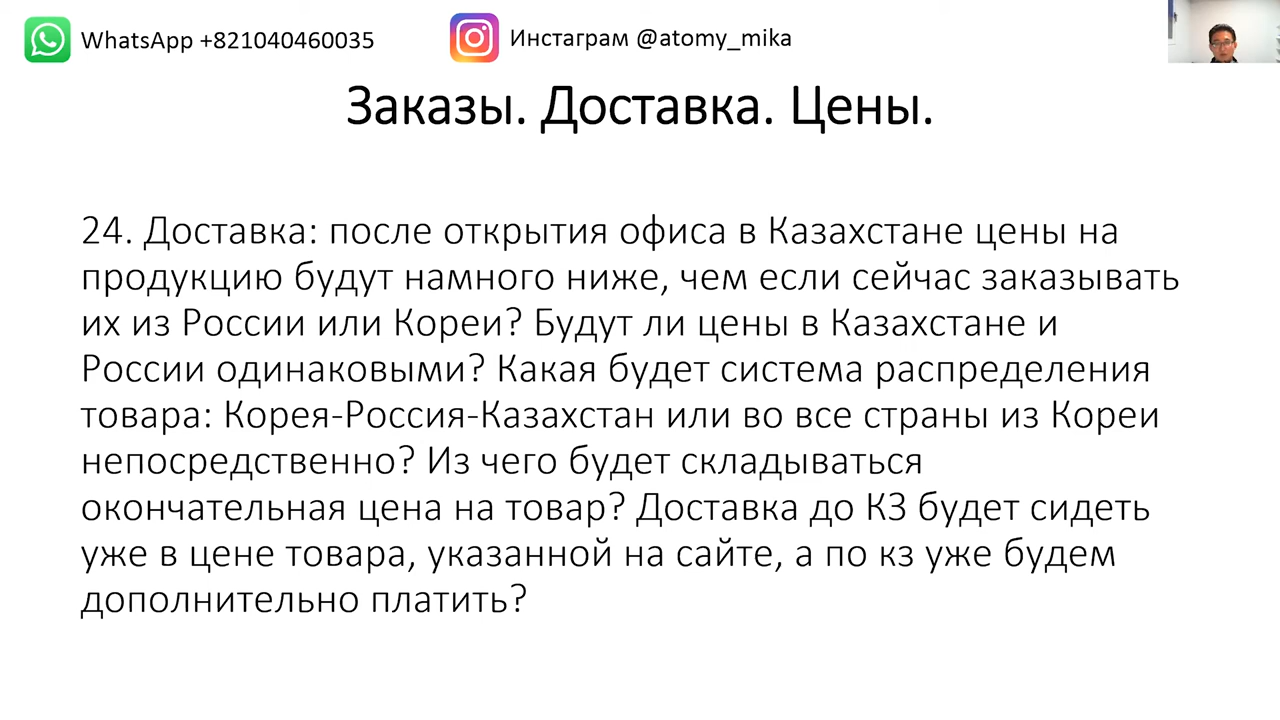 WhatsApp +821040460035
Инстаграм @atomy_mika
Заказы. Доставка. Цены.
24. Доставка: после открытия офиса в Казахстане цены на
продукцию будут намного ниже, чем если сейчас заказывать
их из России или Кореи? Будут ли цены в Казахстане и
России одинаковыми? Какая будет система распределения
товара: Корея-Россия-Казахстан или во все страны из Кореи
непосредственно? Из чего будет складываться
окончательная цена на товар? Доставка до КЗ будет сидеть
уже в цене товара, указанной на сайте, а по кз уже будем
дополнительно платить?